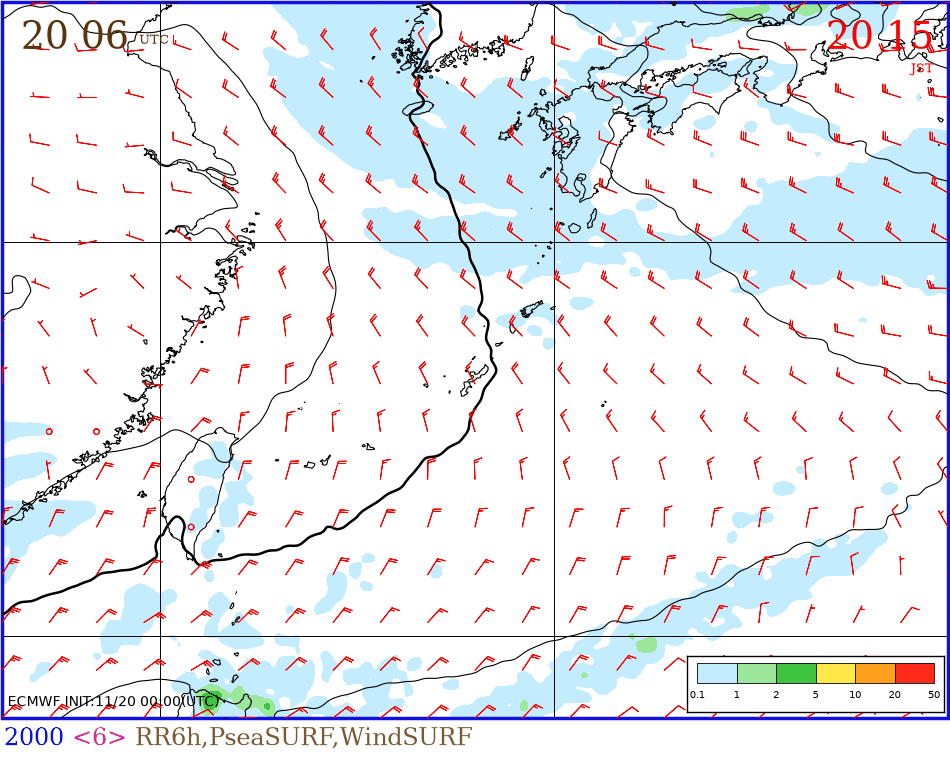 20 06 (UTC)
20 15
JST
ECMWF,INIT:11/20 00:00(UTC)
0.1 1 2 5 10 20 50
2000 <6> RR6h,PseaSURF,WindSURF